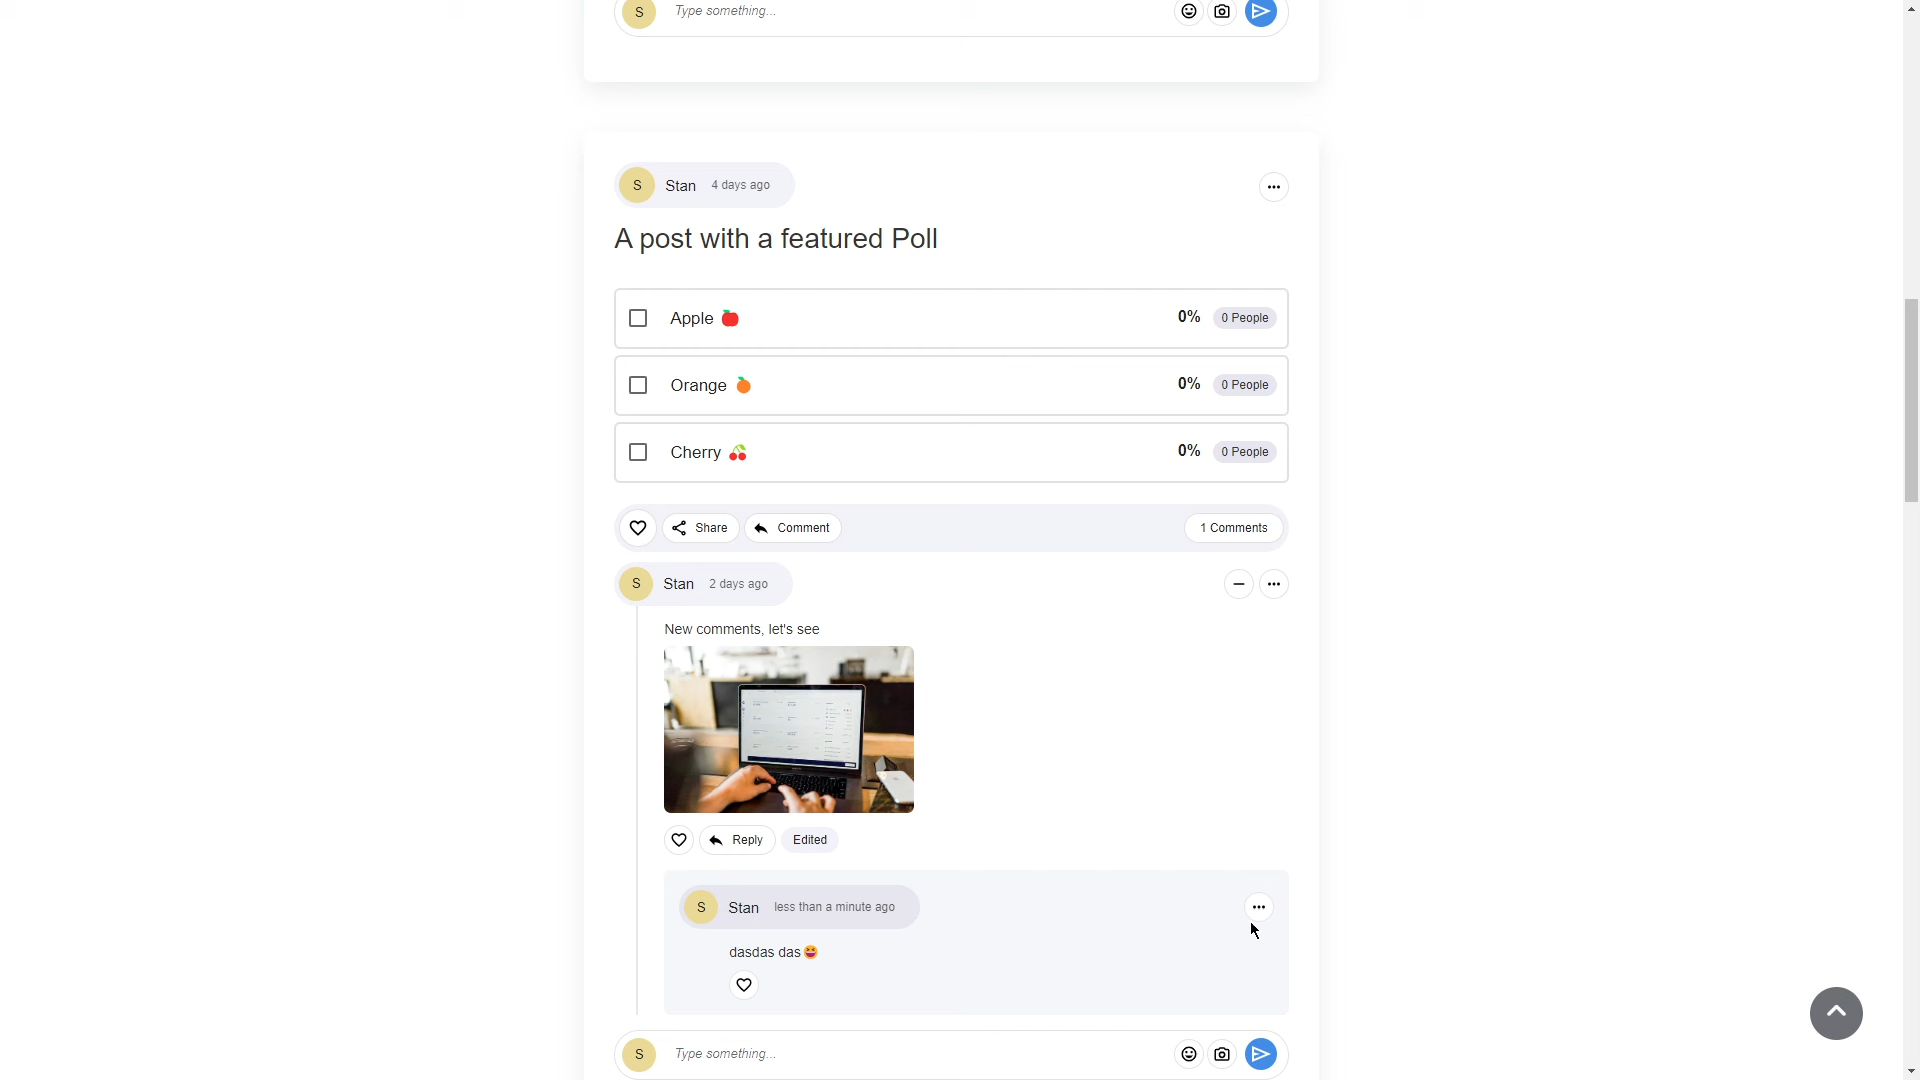 S Type something...
S Stan 4 days ago
A post with a featured Poll
Apple 0% 0 People
Orange 0% 0 People
Cherry 0% 0 People
Share Comment 1 Comments
S Stan 2 days ago
New comments, let's see
Reply Edited
S Stan less than a minute ago
dasdas das😆
S Type something...